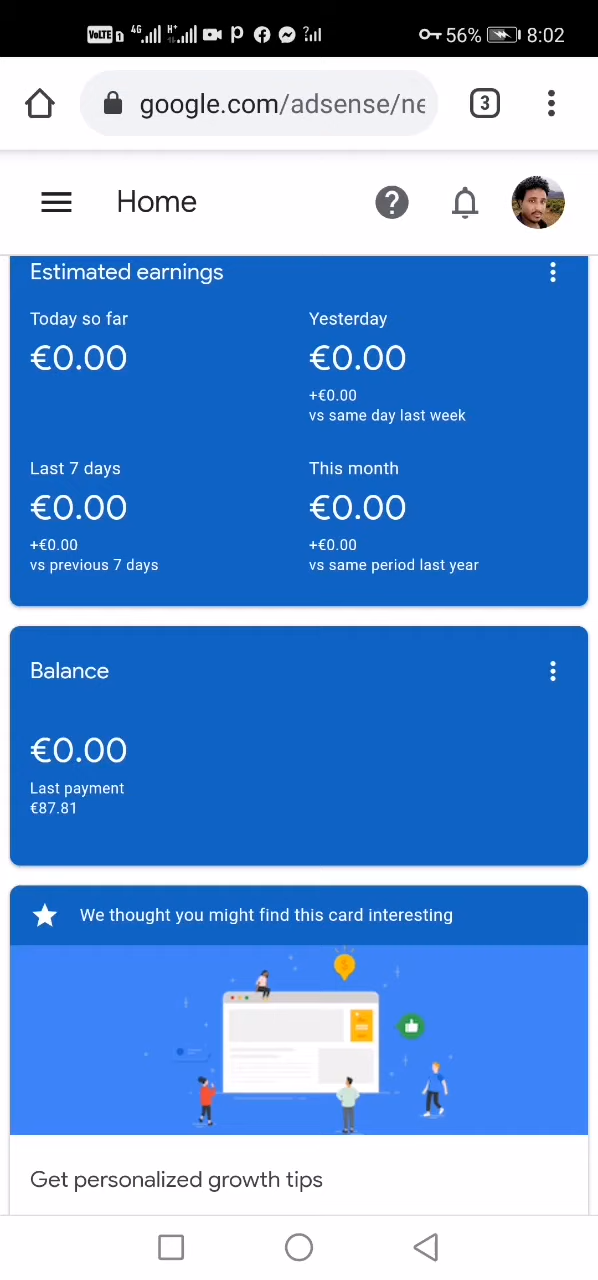 VoLTE 4G H+ ? 56% 8:02
google.com/adsense/ne 3
Home
Estimated earnings
Today so far
€0.00
Yesterday
€0.00
+€0.00
vs same day last week
Last 7 days
€0.00
+€0.00
vs previous 7 days
This month
€0.00
+€0.00
vs same period last year
Balance
€0.00
Last payment
€87.81
We thought you might find this card interesting
Get personalized growth tips